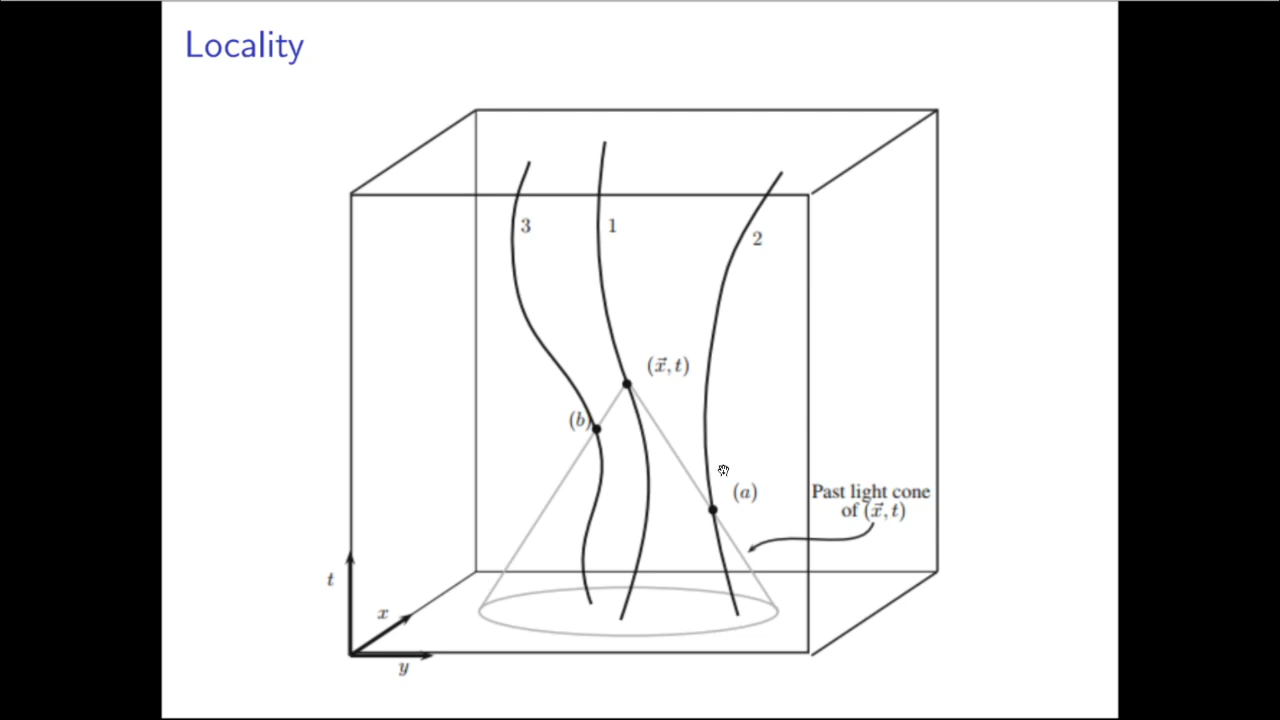 Locality
3
1
2
(x⃗, t)
(b)
(a)
Past light cone
of (x⃗, t)
t
x
y